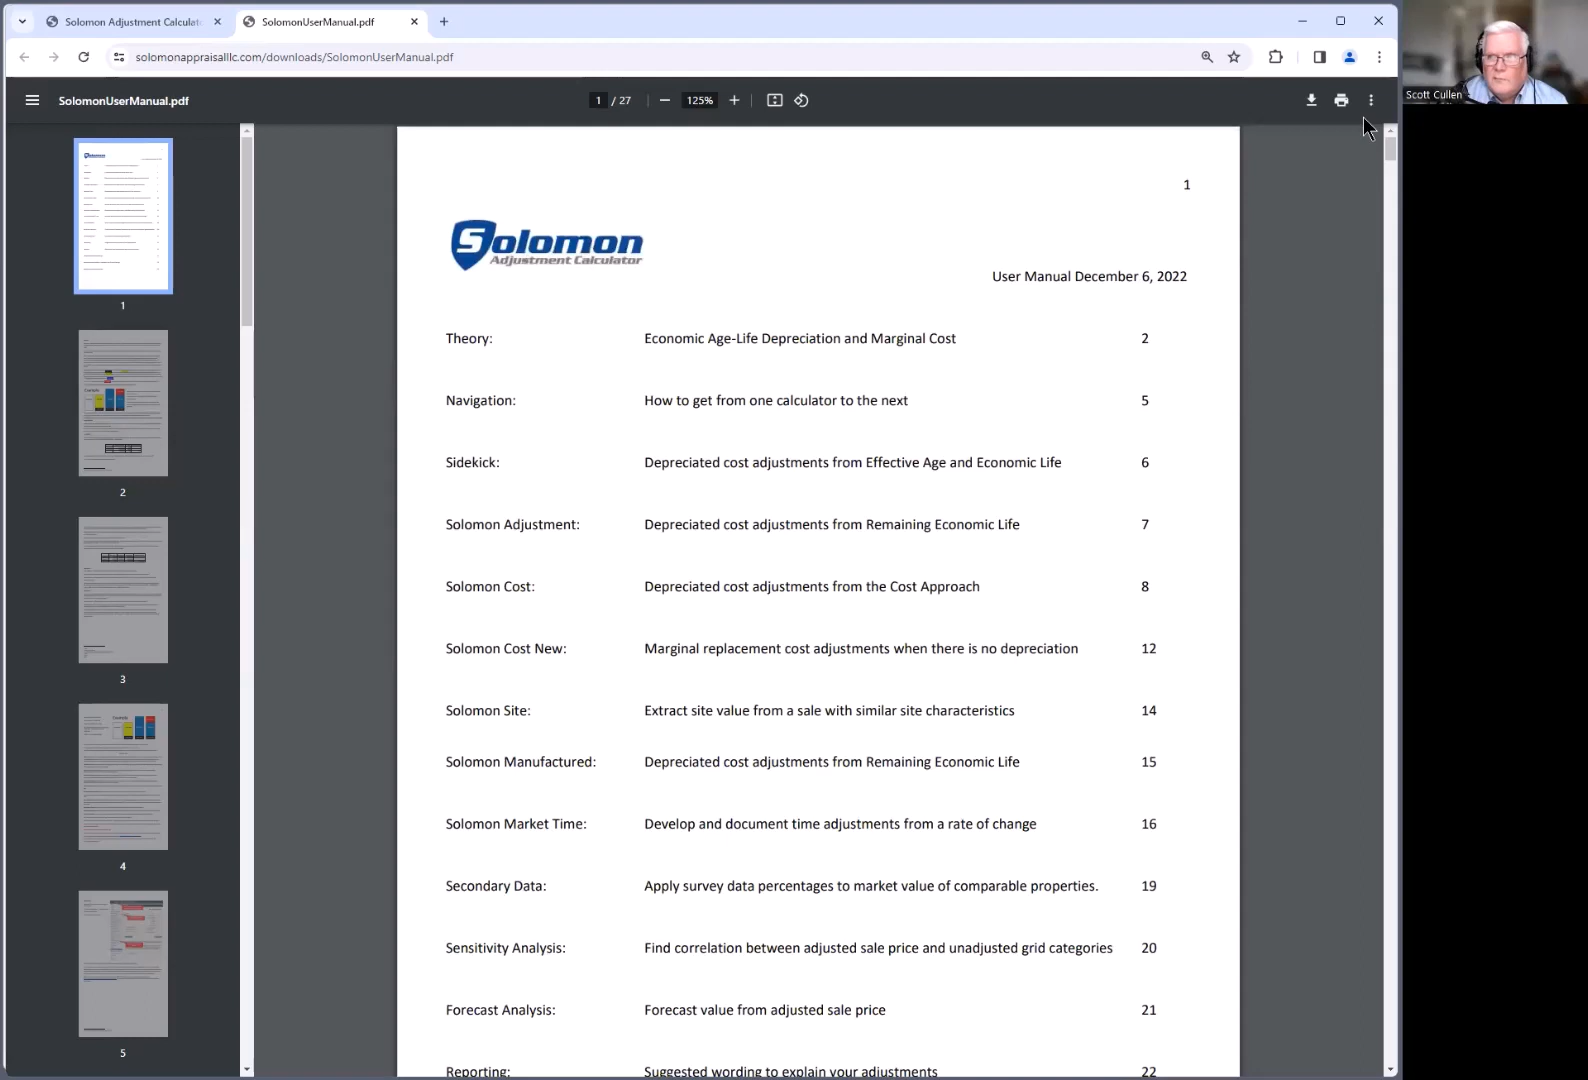 Solomon Adjustment Calculat
SolomonUserManual.pdf
solomonappraisalllc.com/downloads/SolomonUserManual.pdf
SolomonUserManual.pdf
1 / 27
125%
Scott Cullen
1
2
3
4
5
1
Solomon
Adjustment Calculator
User Manual December 6, 2022
Theory: Economic Age-Life Depreciation and Marginal Cost 2
Navigation: How to get from one calculator to the next 5
Sidekick: Depreciated cost adjustments from Effective Age and Economic Life 6
Solomon Adjustment: Depreciated cost adjustments from Remaining Economic Life 7
Solomon Cost: Depreciated cost adjustments from the Cost Approach 8
Solomon Cost New: Marginal replacement cost adjustments when there is no depreciation 12
Solomon Site: Extract site value from a sale with similar site characteristics 14
Solomon Manufactured: Depreciated cost adjustments from Remaining Economic Life 15
Solomon Market Time: Develop and document time adjustments from a rate of change 16
Secondary Data: Apply survey data percentages to market value of comparable properties. 19
Sensitivity Analysis: Find correlation between adjusted sale price and unadjusted grid categories 20
Forecast Analysis: Forecast value from adjusted sale price 21
Reporting: Suggested wording to explain your adjustments 22